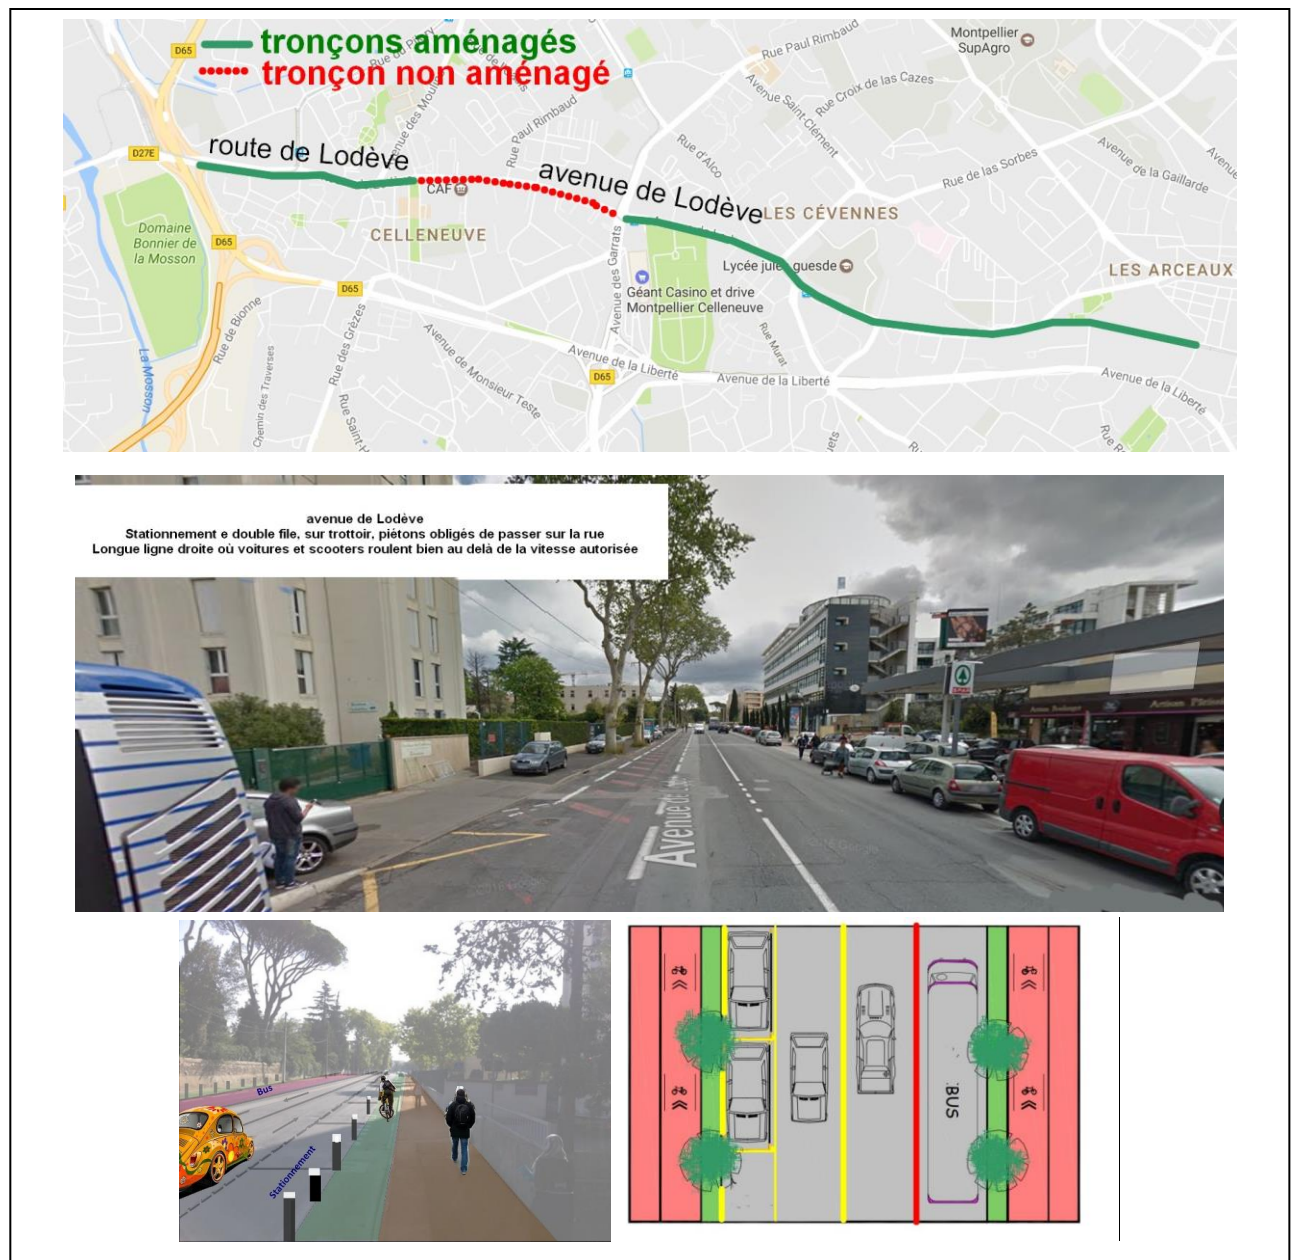 tronçons aménagés
tronçon non aménagé
D65
Rue Paul Rimbaud
Montpellier
SupAgro
Rue Croix de las Cazes
Avenue Saint-Clément
Rue Paul Rimbaud
Rue d'Alco
Avenue de la Gaillarde
Rue de las Sorbes
D27E
route de Lodève
avenue de Lodève
CAF
LES CÉVENNES
CELLENEUVE
Domaine
Bonnier de
la Mosson
D65
Lycée jules guesde
LES ARCEAUX
Géant Casino et drive
Montpellier Celleneuve
Avenue des Garrats
D65
Rue de Bionne
Rue des Grèzes
Avenue de Monsieur Teste
Rue Murat
La Mosson
Chemin des Traverses
Avenue de la Liberté
D65
Avenue de la Liberté
Avenue de la Liberté
avenue de Lodève
Stationnement e double file, sur trottoir, piétons obligés de passer sur la rue
Longue ligne droite où voitures et scooters roulent bien au delà de la vitesse autorisée
SPAR
Bus
Stationnement
BUS